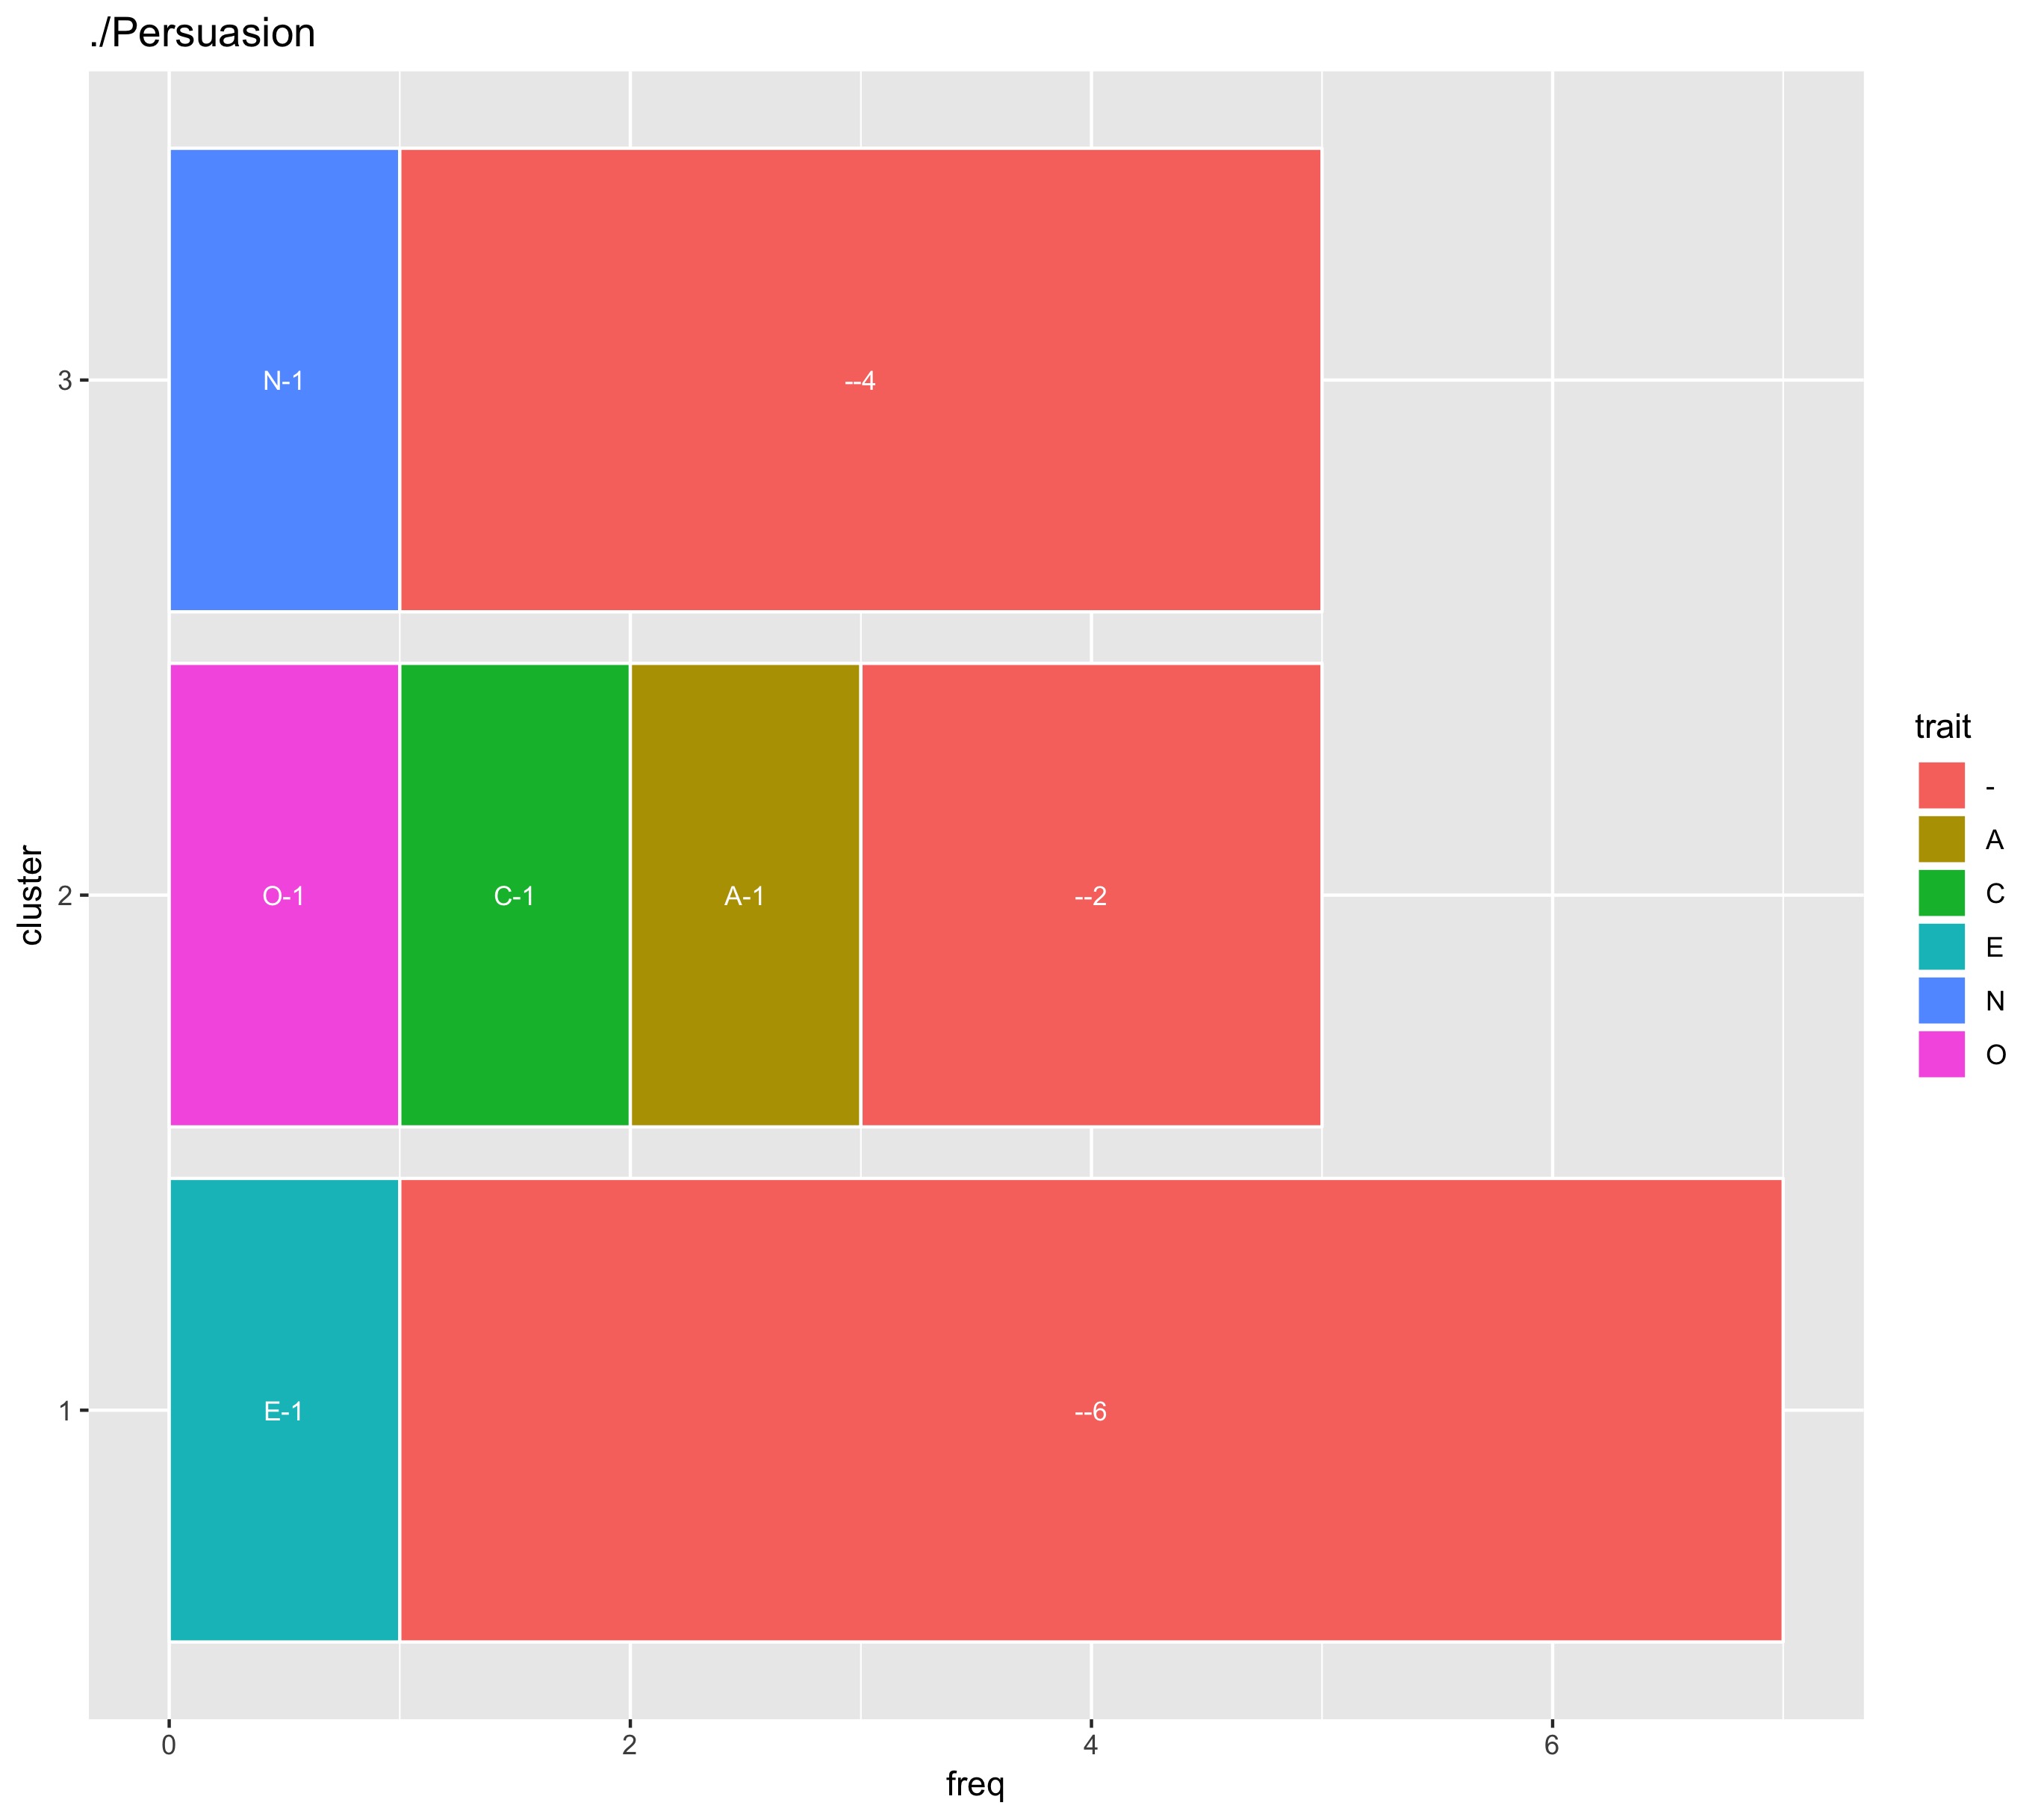 ./Persuasion
3
N-1
--4
2
O-1
C-1
A-1
--2
1
E-1
--6
cluster
0
2
4
6
freq
trait
-
A
C
E
N
O